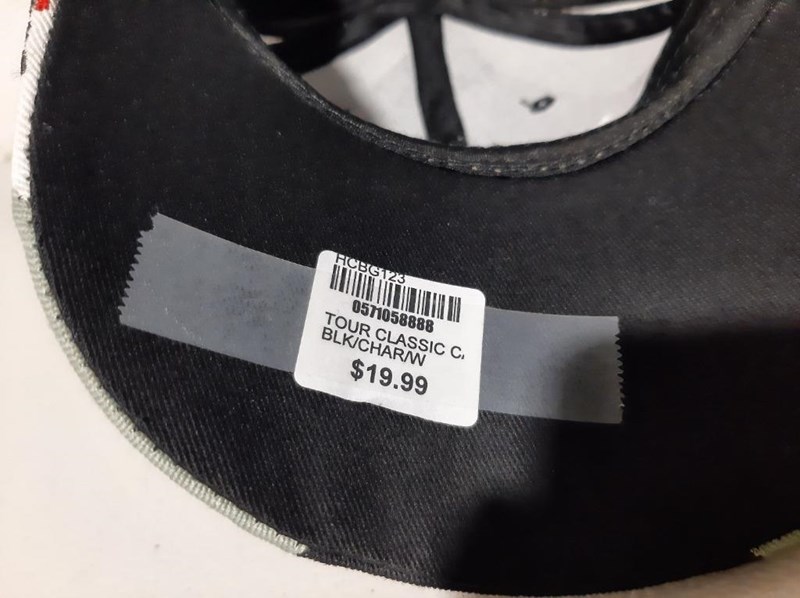 HCBG123
0571058888
TOUR CLASSIC C
BLK/CHAR/W
$19.99